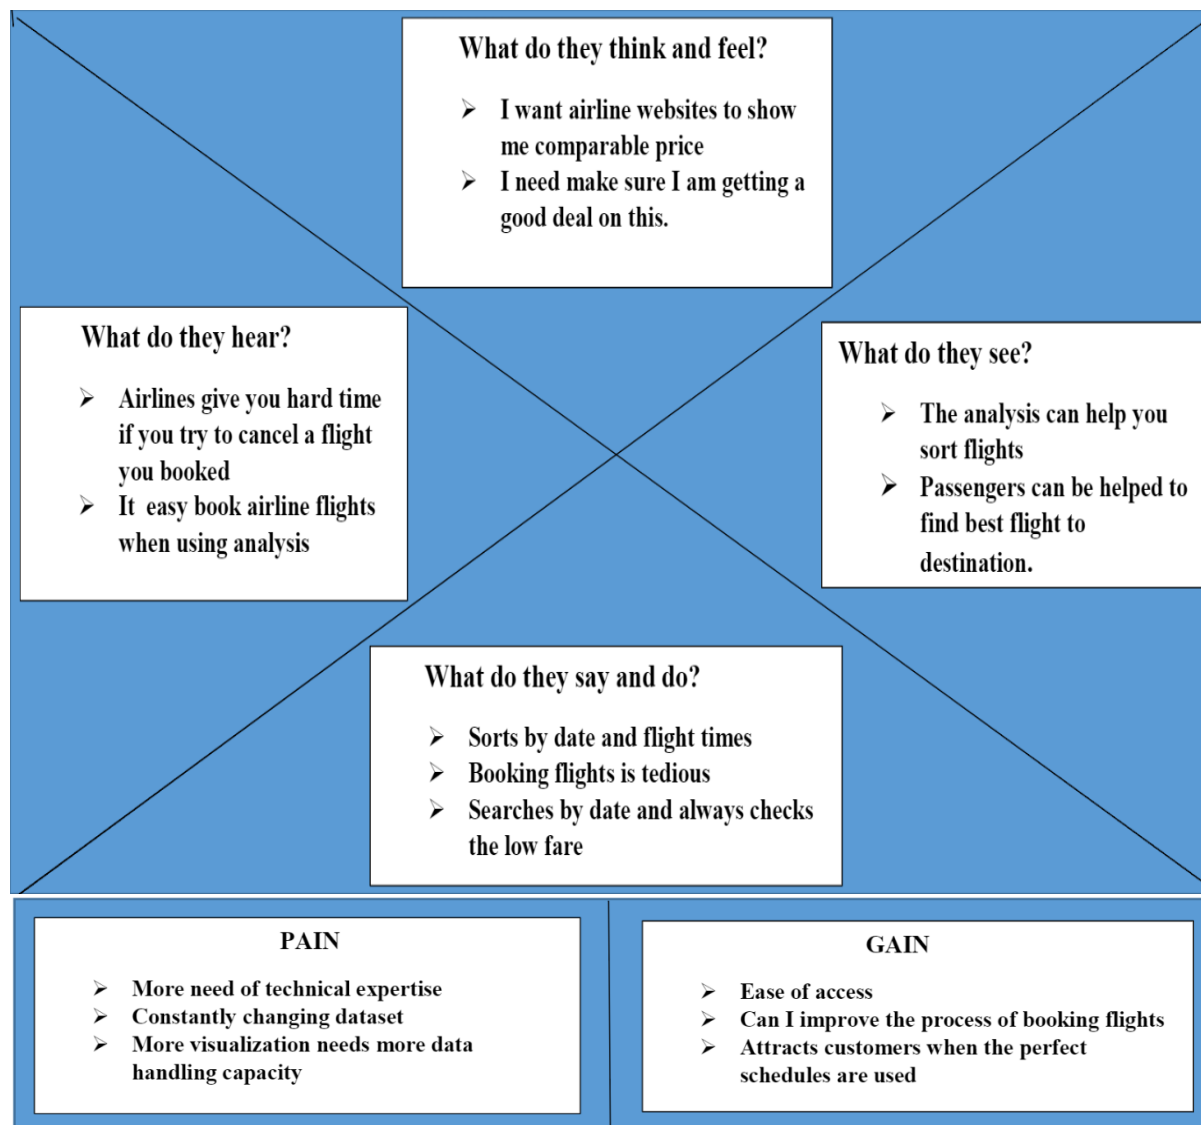 What do they think and feel?
➢ I want airline websites to show
me comparable price
➢ I need make sure I am getting a
good deal on this.
What do they hear?
➢ Airlines give you hard time
if you try to cancel a flight
you booked
➢ It easy book airline flights
when using analysis
What do they see?
➢ The analysis can help you
sort flights
➢ Passengers can be helped to
find best flight to
destination.
What do they say and do?
➢ Sorts by date and flight times
➢ Booking flights is tedious
➢ Searches by date and always checks
the low fare
PAIN
➢ More need of technical expertise
➢ Constantly changing dataset
➢ More visualization needs more data
handling capacity
GAIN
➢ Ease of access
➢ Can I improve the process of booking flights
➢ Attracts customers when the perfect
schedules are used